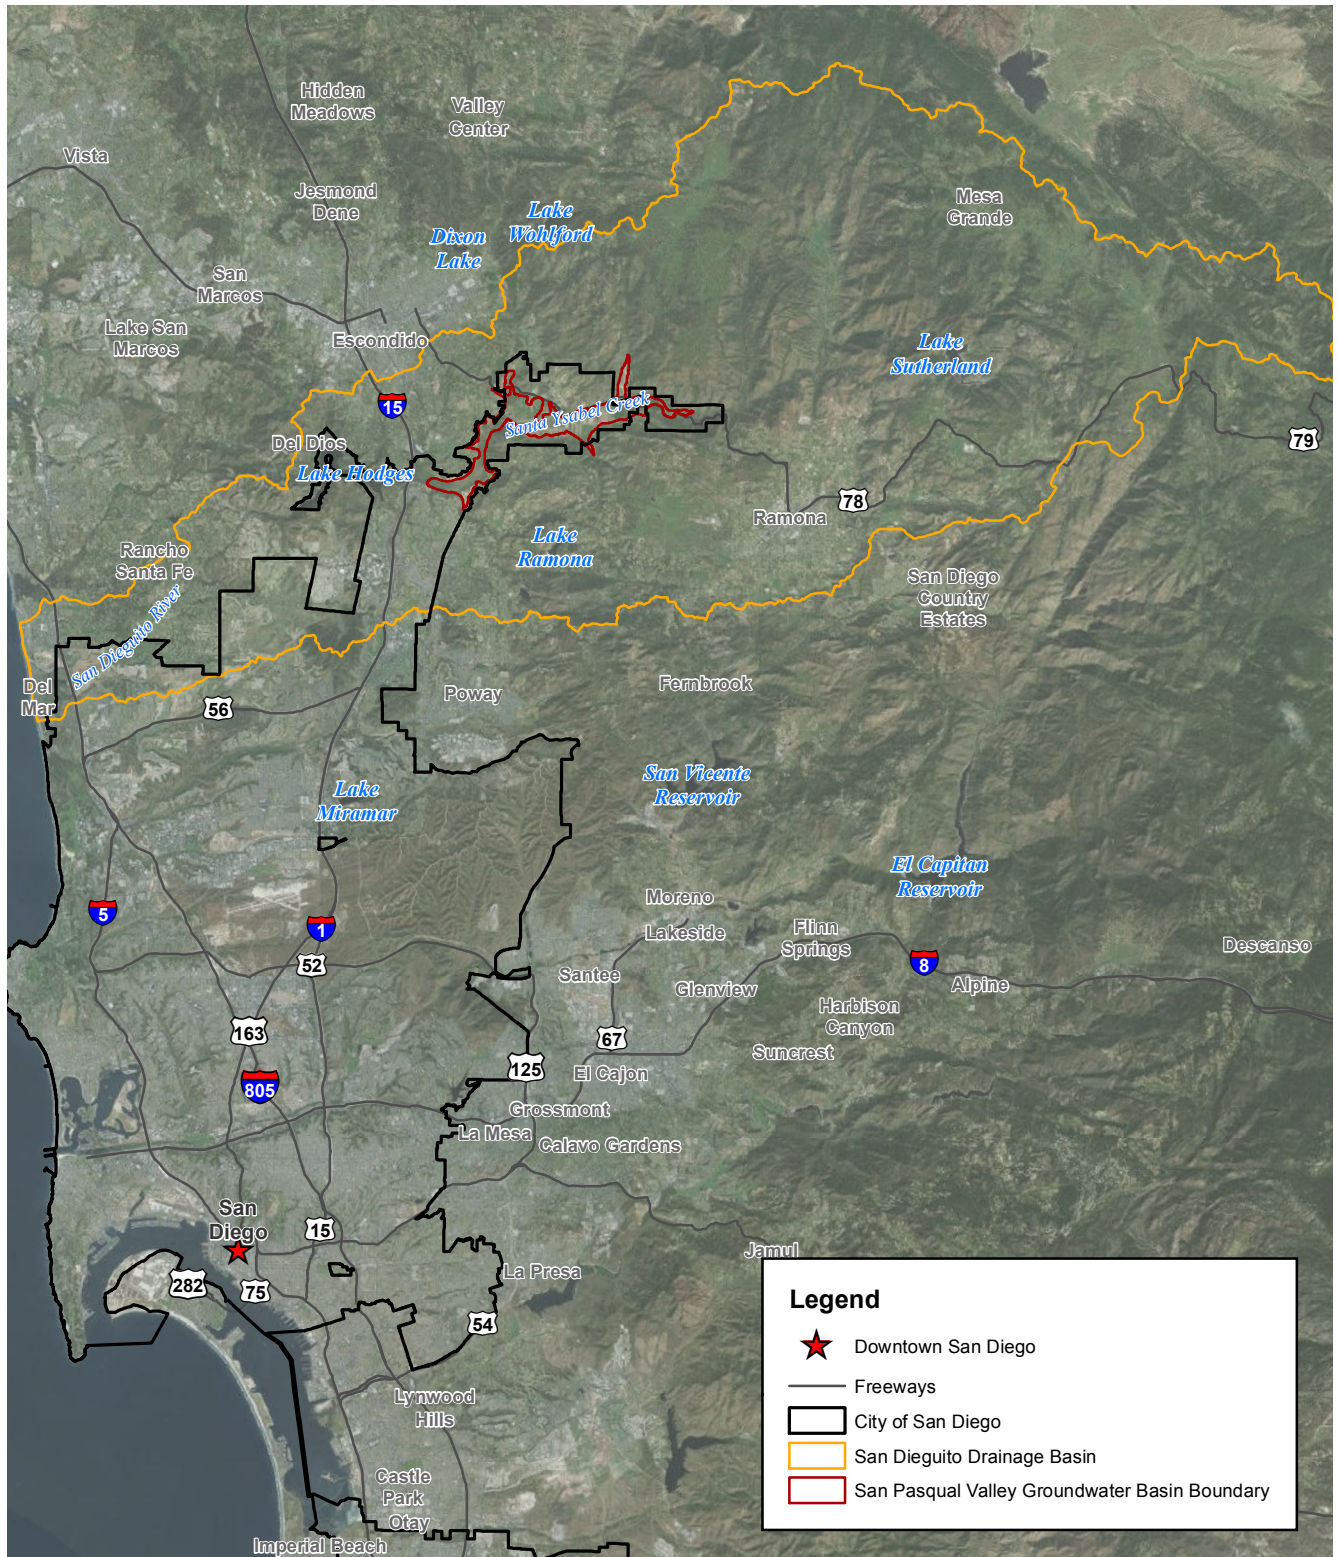 Hidden
Meadows
Valley
Center
Vista
Jesmond
Dene
Mesa
Grande
Lake
Wohlford
Dixon
Lake
San
Marcos
Lake San
Marcos
Escondido
Lake
Sutherland
15
Santa Ysabel Creek
79
Del Dios
Lake Hodges
78
Ramona
Lake
Ramona
Rancho
Santa Fe
San Diego
Country
Estates
San Dieguito River
Del
Mar
56
Poway
Fernbrook
San Vicente
Reservoir
Lake
Miramar
El Capitan
Reservoir
5
Moreno
1
Lakeside
Flinn
Springs
Descanso
52
8
Santee
Glenview
Alpine
Harbison
Canyon
163
67
Suncrest
125
El Cajon
805
Grossmont
La Mesa
Calavo Gardens
San
Diego
15
Jamul
La Presa
282
75
54
Lynwood
Hills
Castle
Park
Otay
Imperial Beach
Legend
Downtown San Diego
Freeways
City of San Diego
San Dieguito Drainage Basin
San Pasqual Valley Groundwater Basin Boundary